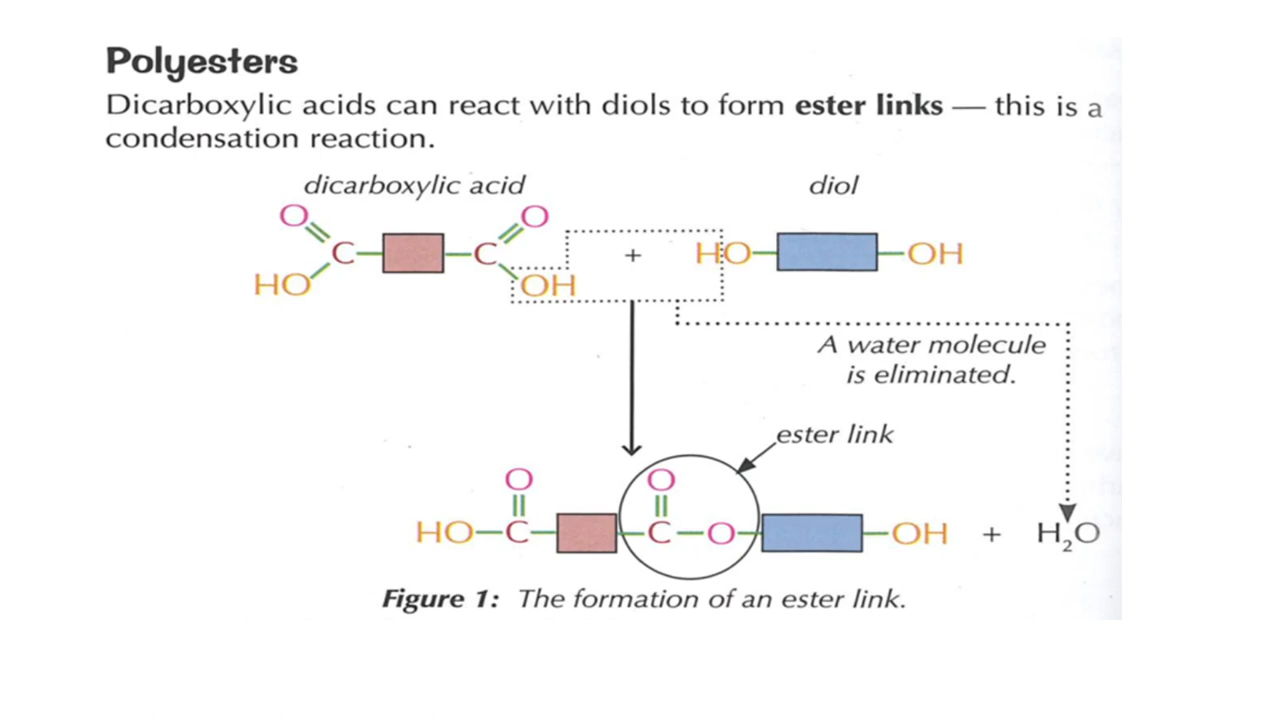 Polyesters
Dicarboxylic acids can react with diols to form ester links — this is a
condensation reaction.
dicarboxylic acid
diol
O
O
C
C
+
HO
OH
HO
OH
A water molecule
is eliminated.
ester link
O
O
HO
C
C
O
OH
+
H₂O
Figure 1: The formation of an ester link.